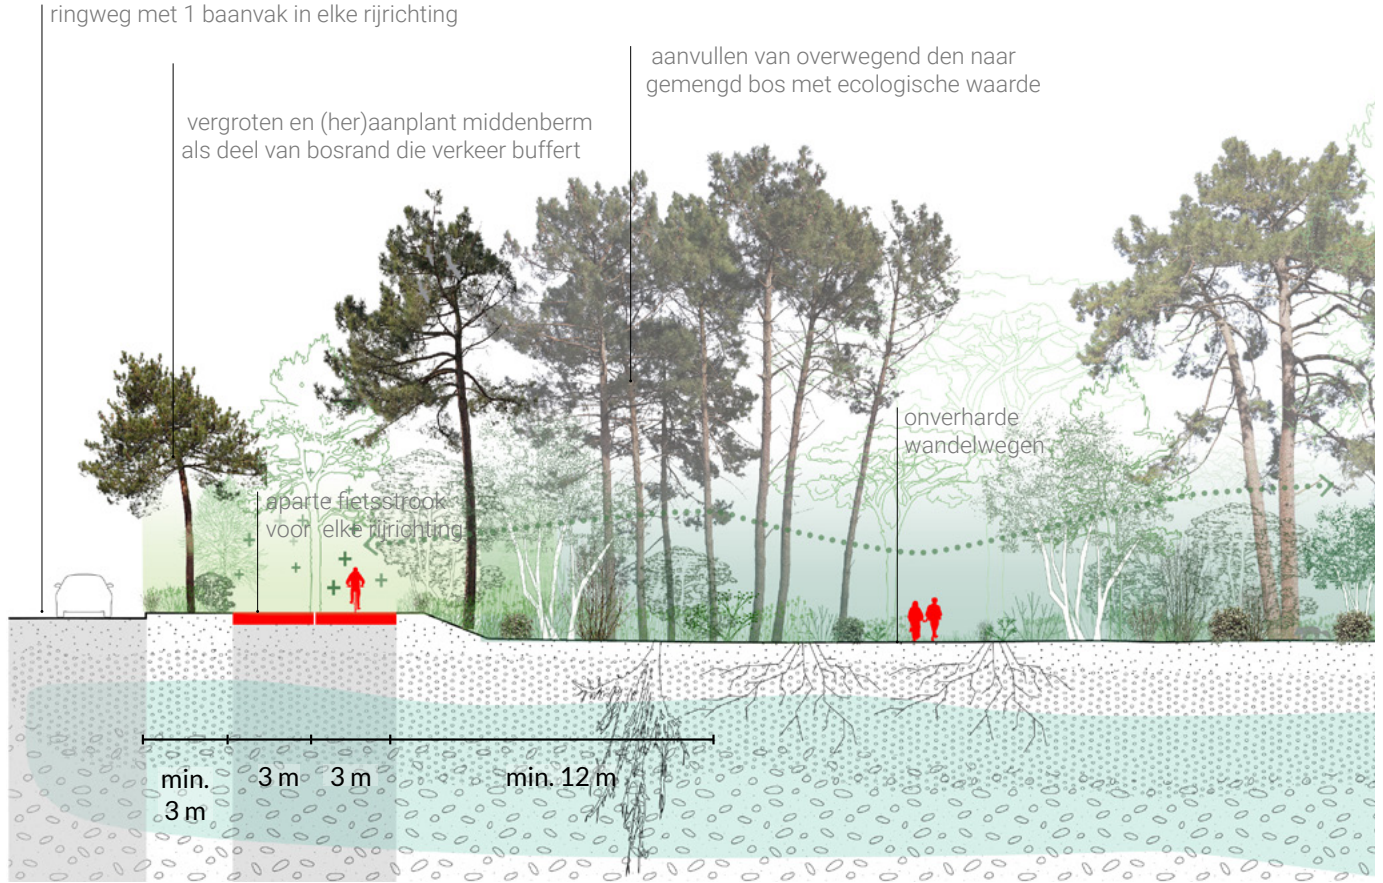 ringweg met 1 baanvak in elke rijrichting
aanvullen van overwegend den naar
gemengd bos met ecologische waarde
vergroten en (her)aanplant middenberm
als deel van bosrand die verkeer buffert
onverharde
wandelwegen
aparte fietsstrook
voor elke rijrichting
min.
3 m
3 m
3 m
min. 12 m